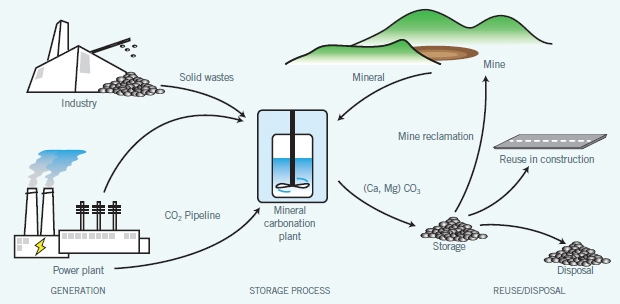 Solid wastes
Mineral
Mine
Industry
Mine reclamation
Reuse in construction
(Ca, Mg) CO₃
CO₂ Pipeline
Mineral
carbonation
plant
Storage
Power plant
Disposal
GENERATION
STORAGE PROCESS
REUSE/DISPOSAL